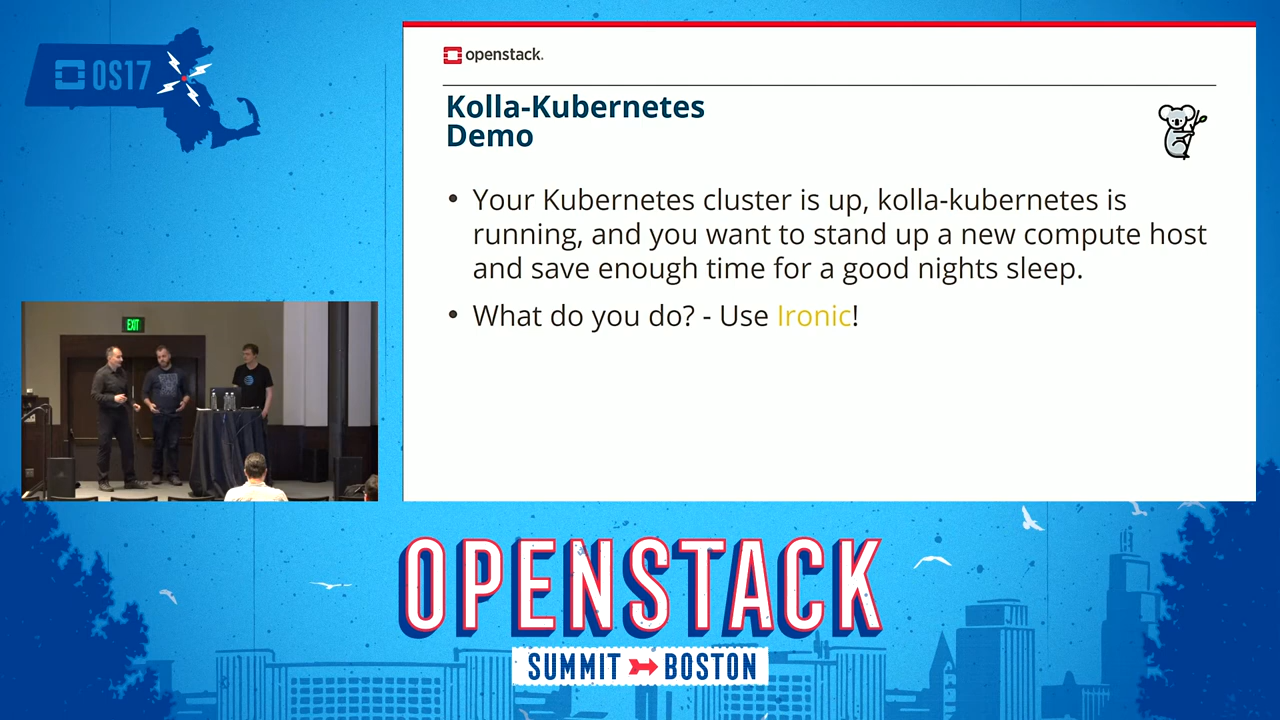 OS17
openstack.
Kolla-Kubernetes
Demo
• Your Kubernetes cluster is up, kolla-kubernetes is
running, and you want to stand up a new compute host
and save enough time for a good nights sleep.
• What do you do? - Use Ironic!
EXIT
OPENSTACK
SUMMIT BOSTON